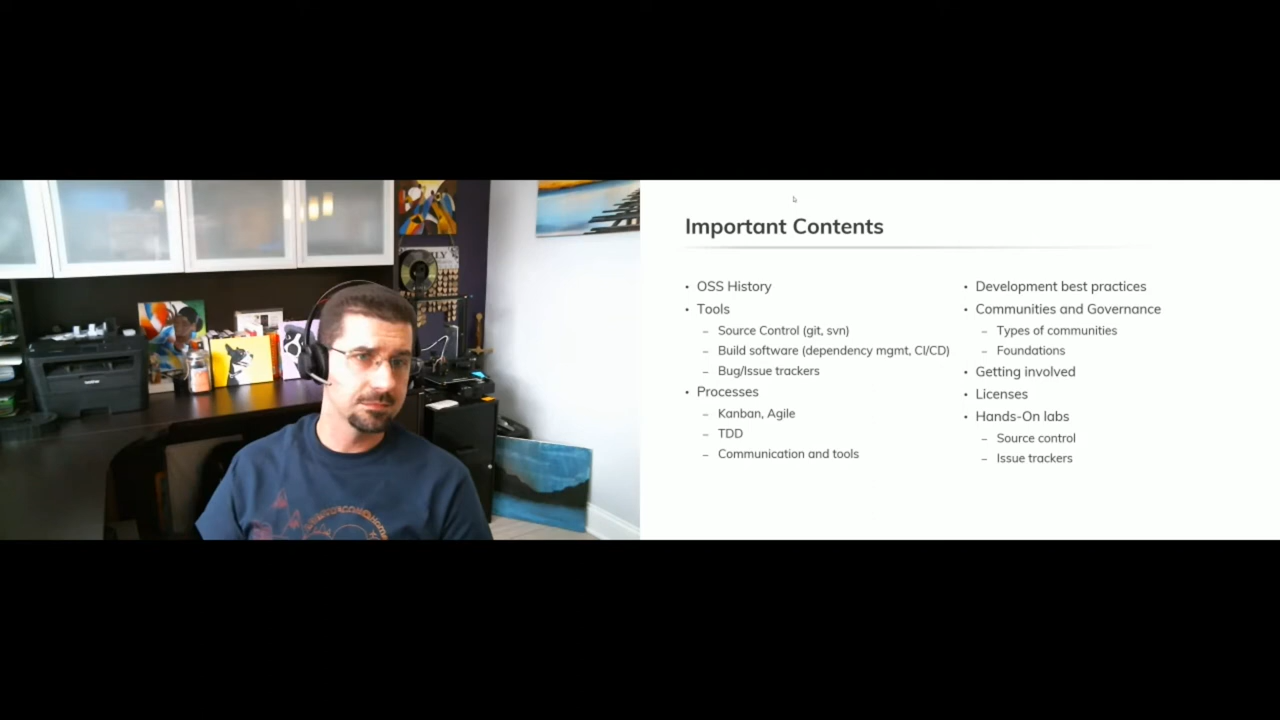 Important Contents
• OSS History
• Tools
– Source Control (git, svn)
– Build software (dependency mgmt, CI/CD)
– Bug/Issue trackers
• Processes
– Kanban, Agile
– TDD
– Communication and tools
• Development best practices
• Communities and Governance
– Types of communities
– Foundations
• Getting involved
• Licenses
• Hands-On labs
– Source control
– Issue trackers